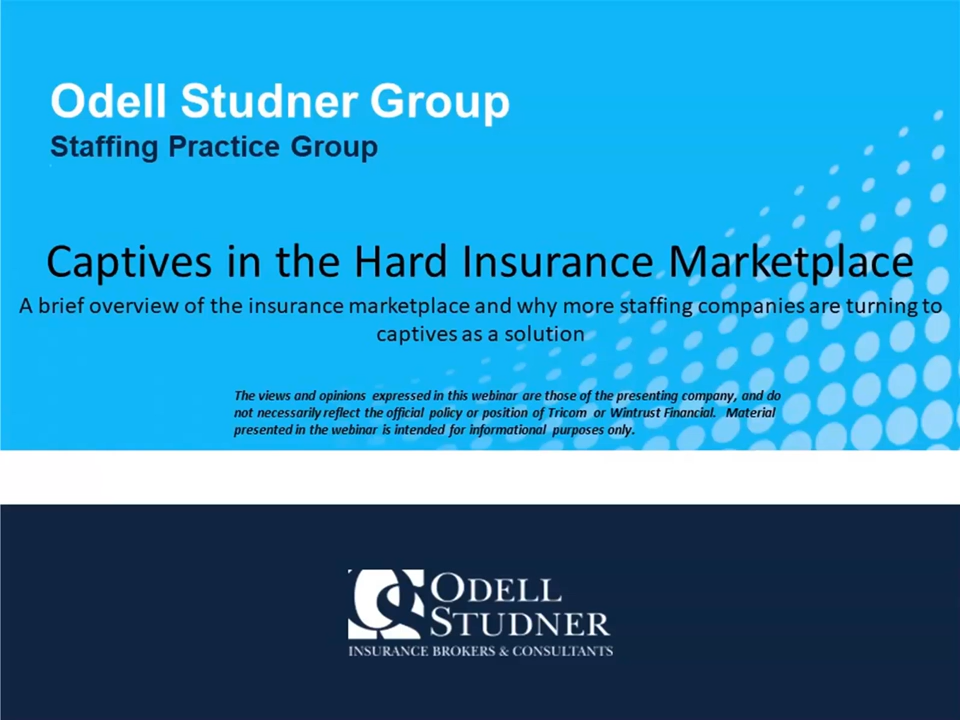 Odell Studner Group
Staffing Practice Group
Captives in the Hard Insurance Marketplace
A brief overview of the insurance marketplace and why more staffing companies are turning to
captives as a solution
The views and opinions expressed in this webinar are those of the presenting company, and do
not necessarily reflect the official policy or position of Tricom or Wintrust Financial. Material
presented in the webinar is intended for informational purposes only.
OS ODELL
STUDNER
INSURANCE BROKERS & CONSULTANTS